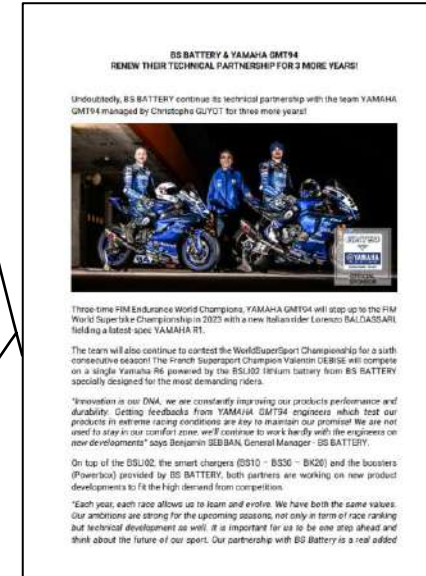 BS BATTERY & YAMAHA GMT94
RENEW THEIR TECHNICAL PARTNERSHIP FOR 3 MORE YEARS!
Undoubtedly, BS BATTERY continue its technical partnership with the team YAMAHA
GMT94 managed by Christophe GUYOT for three more years!
BATTERY
YAMAHA
OFFICIAL
SPONSOR
Three-time FIM Endurance World Champions, YAMAHA GMT94 will step up to the FIM
World Superbike Championship in 2023 with a new Italian rider Lorenzo BALDASSARI,
fielding a latest-spec YAMAHA R1.
The team will also continue to contest the WorldSuperSport Championship for a sixth
consecutive season! The French Supersport Champion Valentin DEBISE will compete
on a single Yamaha R6 powered by the BSLI02 lithium battery from BS BATTERY
specially designed for the most demanding riders.
"Innovation is our DNA, we are constantly improving our products performance and
durability. Getting feedbacks from YAMAHA GMT94 engineers which test our
products in extreme racing conditions are key to maintain our promise! We are not
used to stay in our comfort zone, we'll continue to work hardly with the engineers on
new developments" says Benjamin SEBBAN, General Manager - BS BATTERY.
On top of the BSLI02, the smart chargers (BS10 – BS30 – BK20) and the boosters
(Powerbox) provided by BS BATTERY, both partners are working on new product
developments to fit the high demand from competition.
"Each year, each race allows us to learn and evolve. We have both the same values.
Our ambitions are strong for the upcoming seasons, not only in term of race ranking
but technical development as well. It is important for us to be one step ahead and
think about the future of our sport. Our partnership with BS Battery is a real added